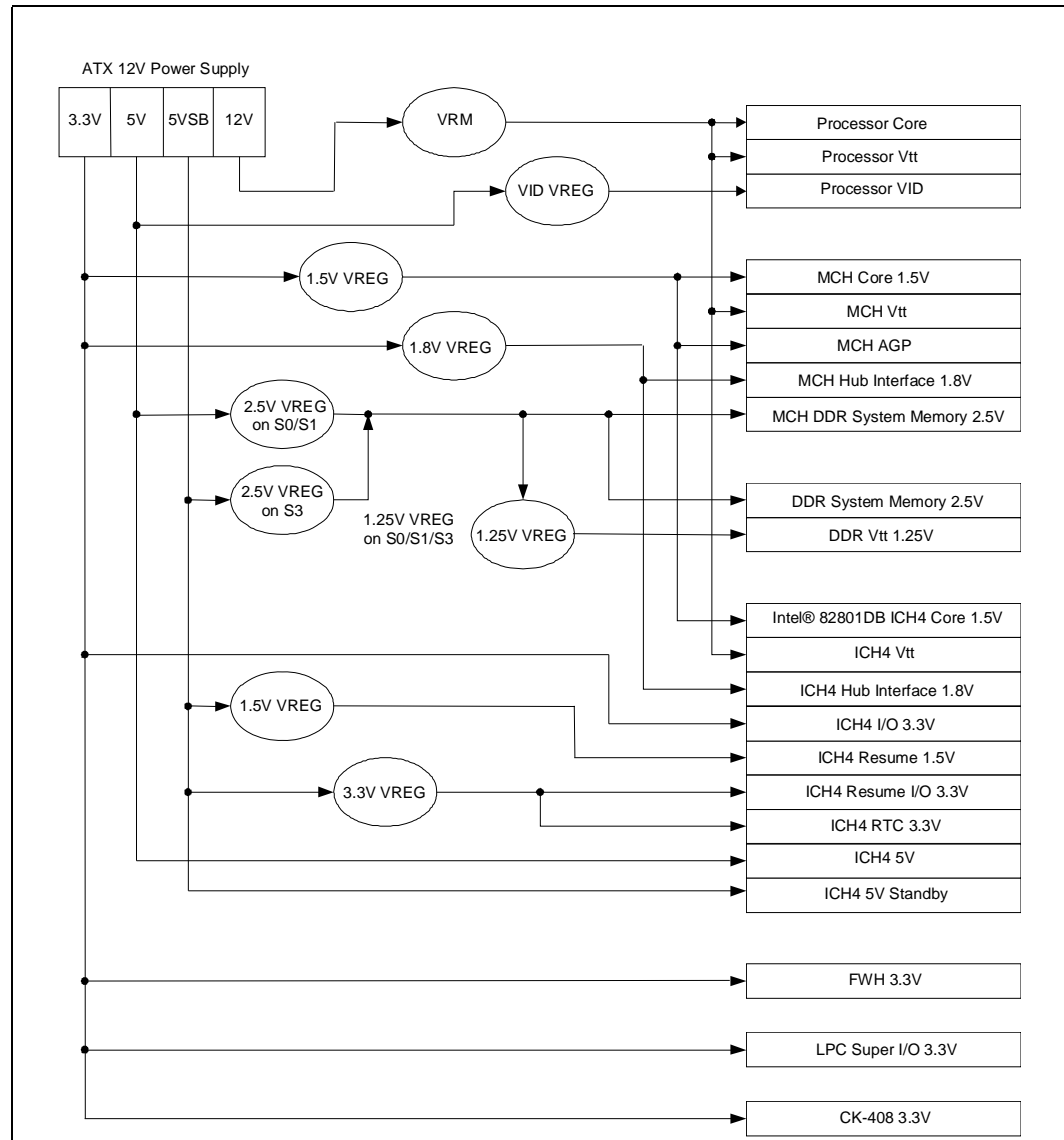 ATX 12V Power Supply
3.3V 5V 5VSB 12V
VRM
Processor Core
Processor Vtt
VID VREG
Processor VID
1.5V VREG
MCH Core 1.5V
MCH Vtt
1.8V VREG
MCH AGP
MCH Hub Interface 1.8V
2.5V VREG
on S0/S1
MCH DDR System Memory 2.5V
2.5V VREG
on S3
1.25V VREG
on S0/S1/S3
1.25V VREG
DDR System Memory 2.5V
DDR Vtt 1.25V
Intel® 82801DB ICH4 Core 1.5V
ICH4 Vtt
ICH4 Hub Interface 1.8V
1.5V VREG
ICH4 I/O 3.3V
ICH4 Resume 1.5V
3.3V VREG
ICH4 Resume I/O 3.3V
ICH4 RTC 3.3V
ICH4 5V
ICH4 5V Standby
FWH 3.3V
LPC Super I/O 3.3V
CK-408 3.3V